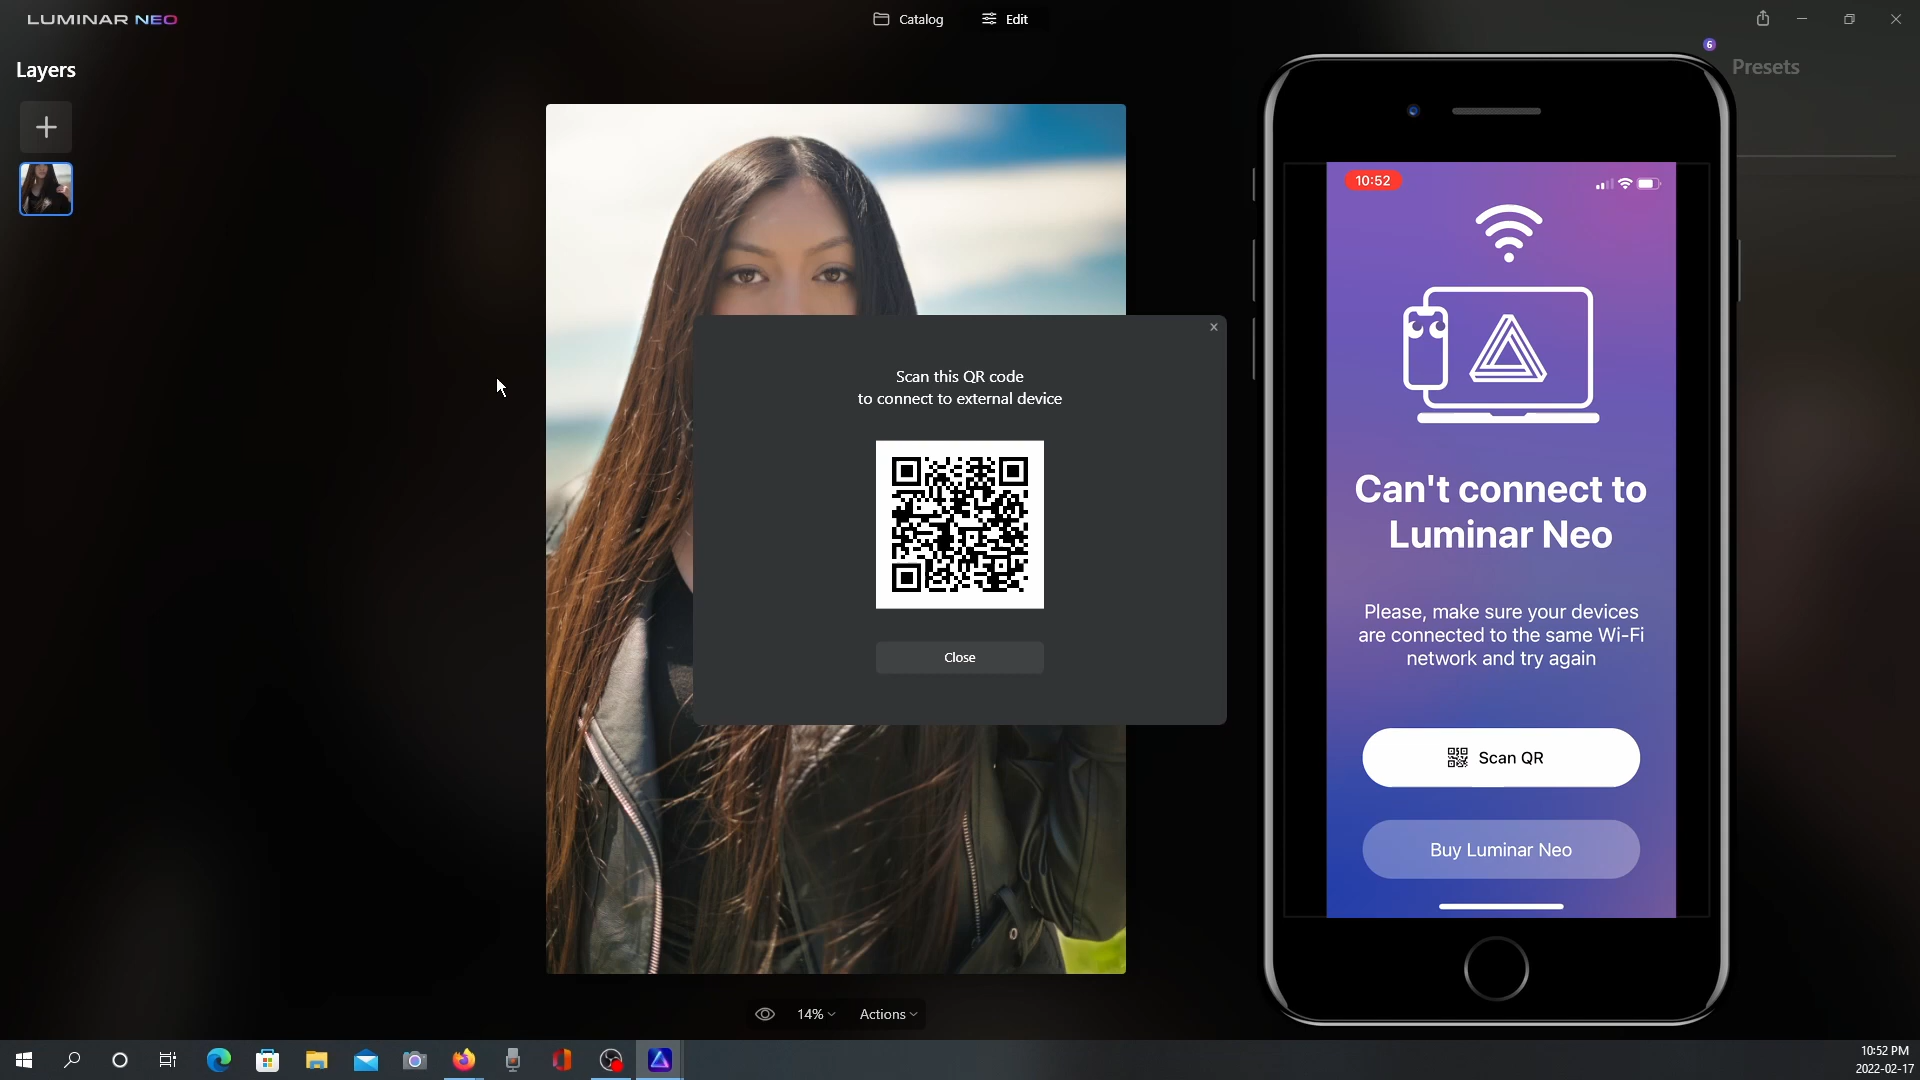 LUMINAR NEO
Catalog
Edit
6
Layers
Presets
Scan this QR code
to connect to external device
Close
10:52
Can't connect to
Luminar Neo
Please, make sure your devices
are connected to the same Wi-Fi
network and try again
Scan QR
Buy Luminar Neo
14%
Actions
10:52 PM
2022-02-17